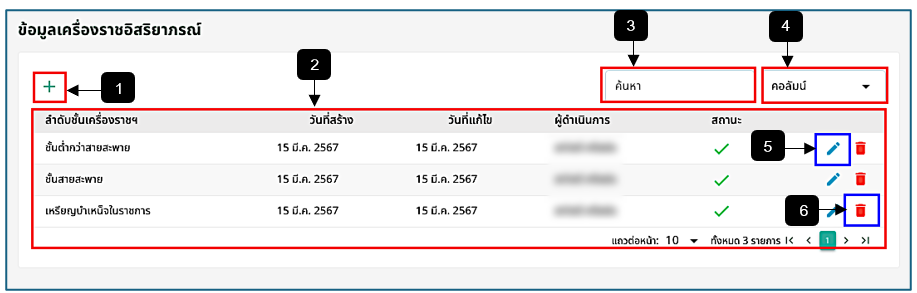 ข้อมูลเครื่องราชอิสริยาภรณ์
3
4
2
1
ค้นหา
คอลัมน์
ลำดับชั้นเครื่องราชฯ วันที่สร้าง วันที่แก้ไข ผู้ดำเนินการ สถานะ
ชั้นต่ำกว่าสายสะพาย 15 มี.ค. 2567 15 มี.ค. 2567
5
ชั้นสายสะพาย 15 มี.ค. 2567 15 มี.ค. 2567
เหรียญบำเหน็จในราชการ 15 มี.ค. 2567 15 มี.ค. 2567
6
แถวต่อหน้า: 10 ทั้งหมด 3 รายการ 1